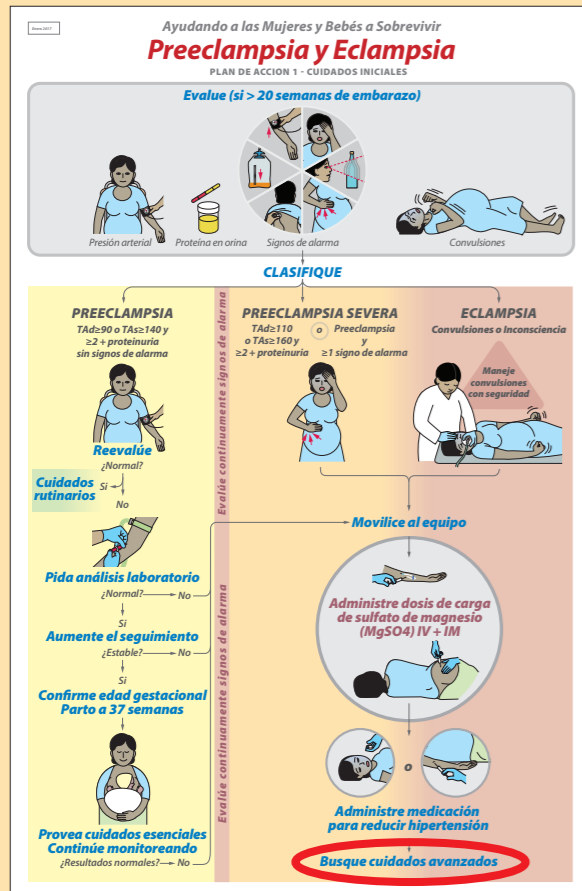 Enero 2017
Ayudando a las Mujeres y Bebés a Sobrevivir
Preeclampsia y Eclampsia
PLAN DE ACCION 1 - CUIDADOS INICIALES
Evalue (si > 20 semanas de embarazo)
Presión arterial
Proteína en orina
Signos de alarma
Convulsiones
CLASIFIQUE
PREECLAMPSIA
TAd≥90 o TAs≥140 y
≥2 + proteinuria
sin signos de alarma
Reevalúe
¿Normal?
Cuidados
rutinarios
Si
No
Pida análisis laboratorio
¿Normal?
No
Si
Aumente el seguimiento
¿Estable?
No
Si
Confirme edad gestacional
Parto a 37 semanas
Provea cuidados esenciales
Continúe monitoreando
¿Resultados normales?
No
Evalúe continuamente signos de alarma
Evalúe continuamente signos de alarma
PREECLAMPSIA SEVERA
TAd≥110
o TAs≥160 y
≥2 + proteinuria
o
Preeclampsia
y
≥1 signo de alarma
ECLAMPSIA
Convulsiones o Inconsciencia
Maneje
convulsiones
con seguridad
Movilice al equipo
Administre dosis de carga
de sulfato de magnesio
(MgSO4) IV + IM
o
Administre medicación
para reducir hipertensión
Busque cuidados avanzados